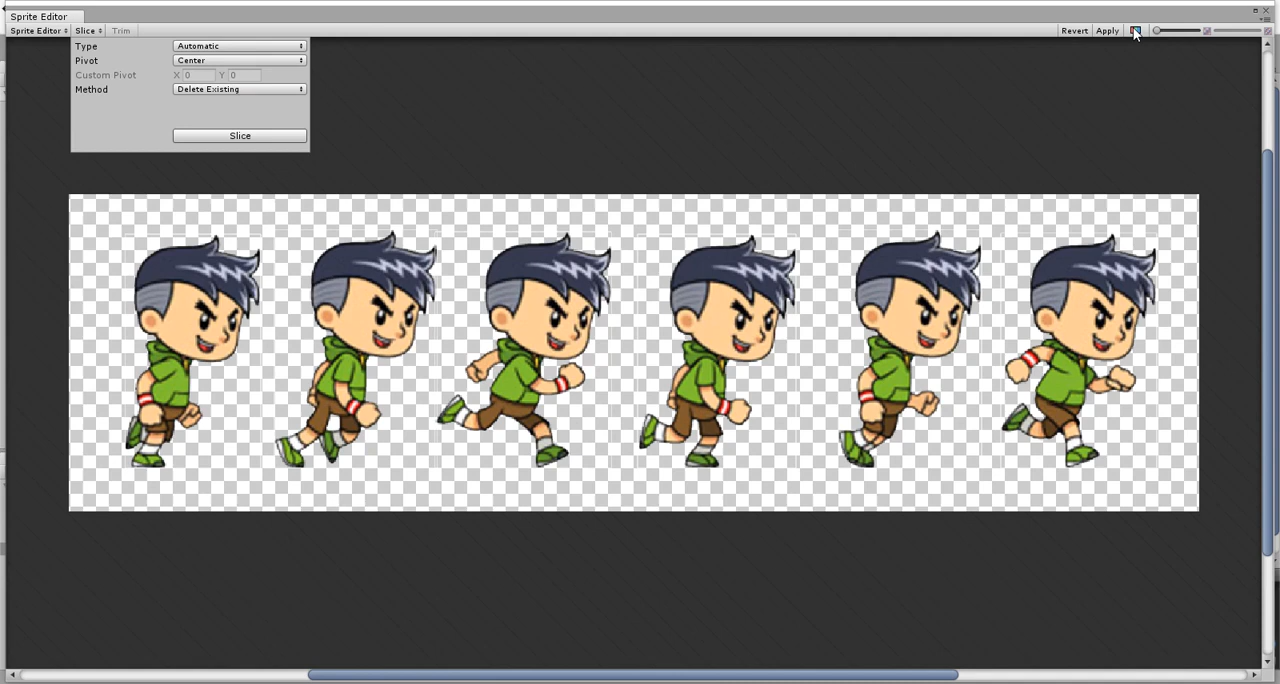 Sprite Editor
Sprite Editor Slice Trim Revert Apply
Type Automatic
Pivot Center
Custom Pivot X 0 Y 0
Method Delete Existing
Slice